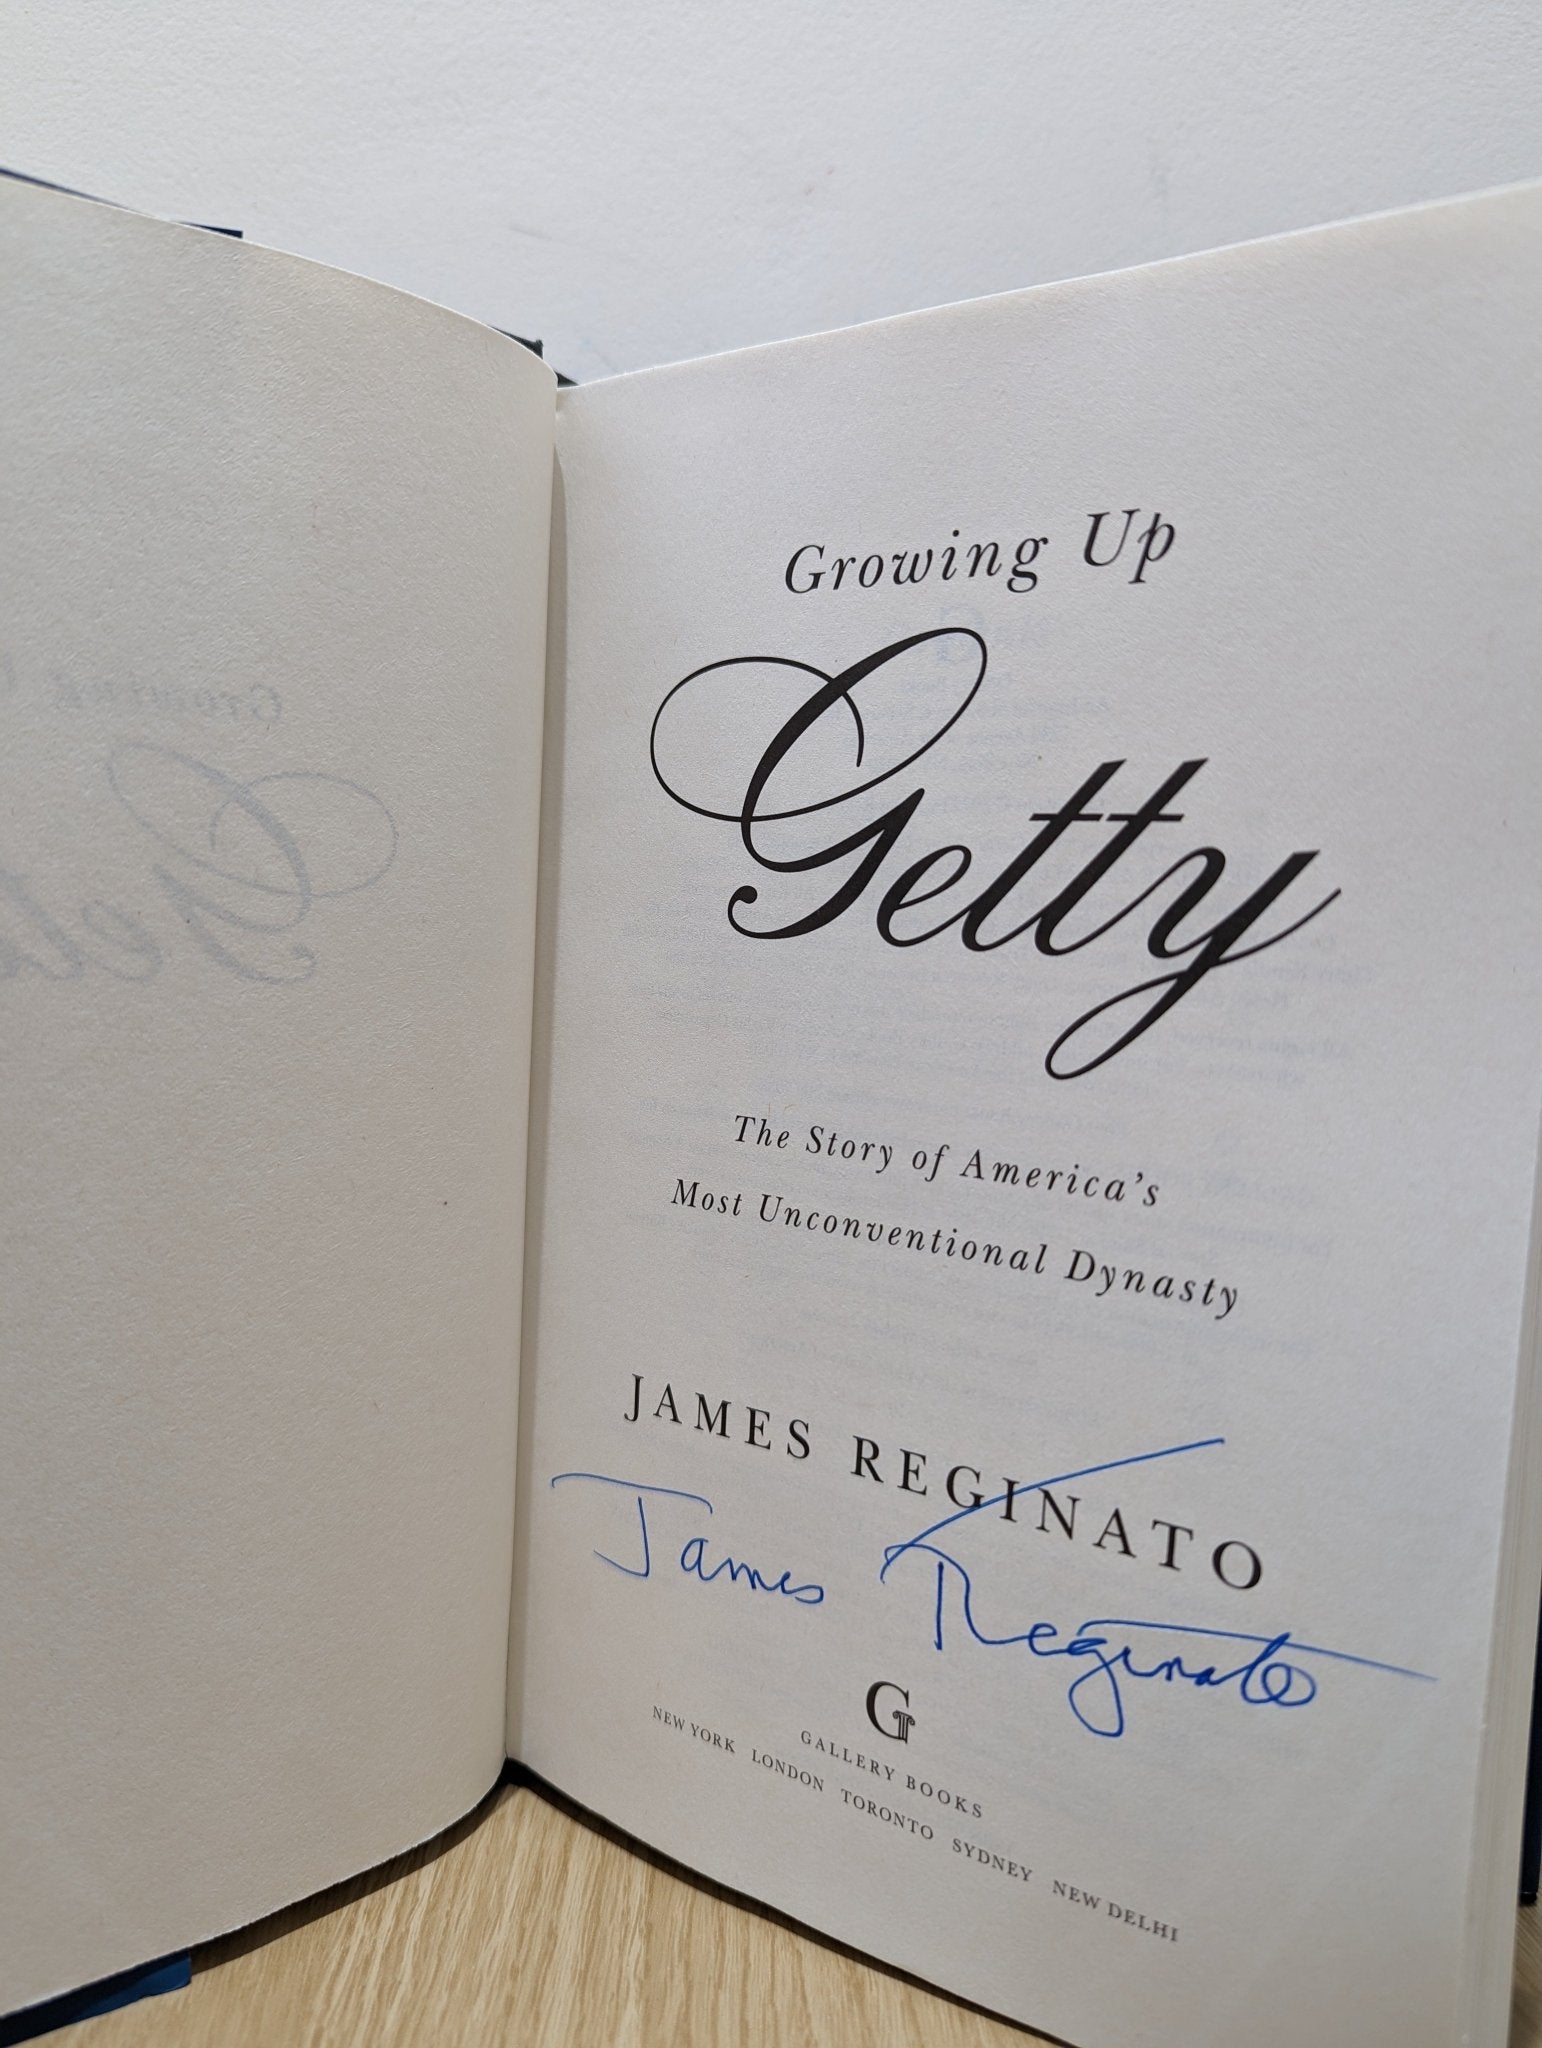 Growing Up
Getty
The Story of America's
Most Unconventional Dynasty
JAMES REGINATO
James Reginato
G
GALLERY BOOKS
NEW YORK LONDON TORONTO SYDNEY NEW DELHI